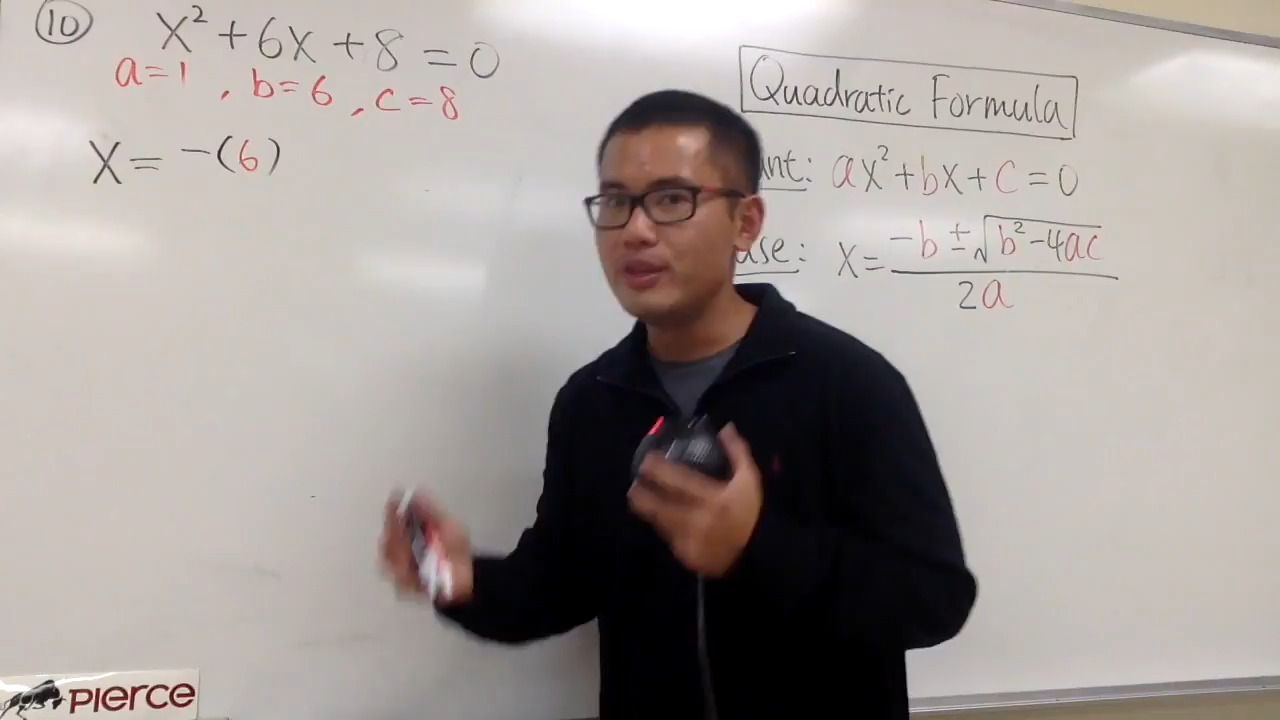 ⑩ x² + 6x + 8 = 0
a = 1 , b = 6 , c = 8
x = -(6)
Quadratic Formula
ax² + bx + c = 0
x = (-b ± √(b² - 4ac)) / 2a
PIERCE